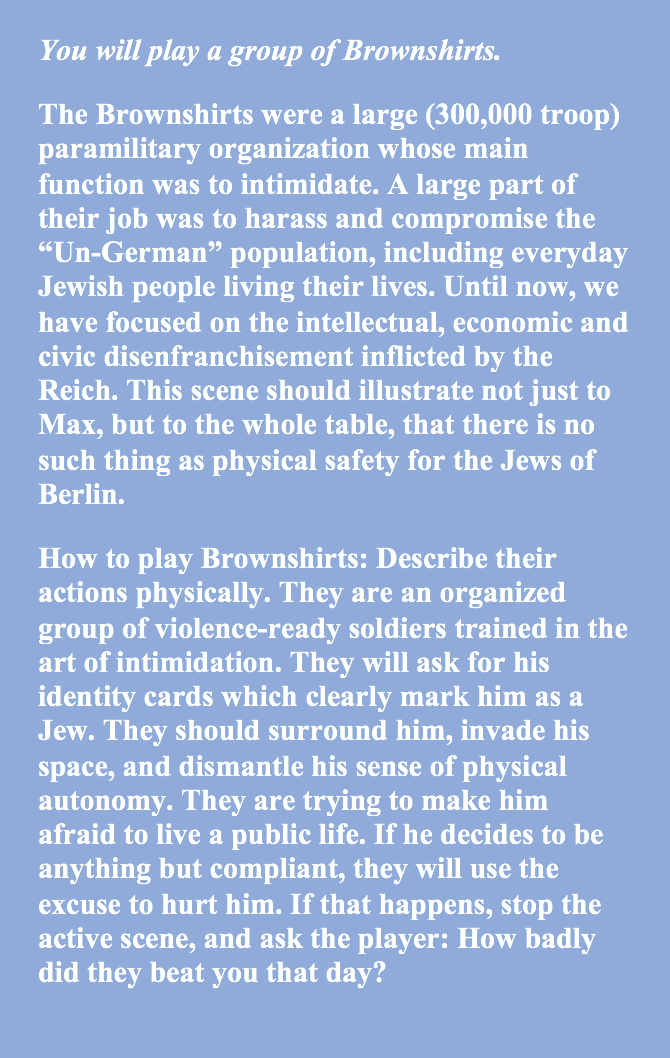 You will play a group of Brownshirts.
The Brownshirts were a large (300,000 troop)
paramilitary organization whose main
function was to intimidate. A large part of
their job was to harass and compromise the
“Un-German” population, including everyday
Jewish people living their lives. Until now, we
have focused on the intellectual, economic and
civic disenfranchisement inflicted by the
Reich. This scene should illustrate not just to
Max, but to the whole table, that there is no
such thing as physical safety for the Jews of
Berlin.
How to play Brownshirts: Describe their
actions physically. They are an organized
group of violence-ready soldiers trained in the
art of intimidation. They will ask for his
identity cards which clearly mark him as a
Jew. They should surround him, invade his
space, and dismantle his sense of physical
autonomy. They are trying to make him
afraid to live a public life. If he decides to be
anything but compliant, they will use the
excuse to hurt him. If that happens, stop the
active scene, and ask the player: How badly
did they beat you that day?